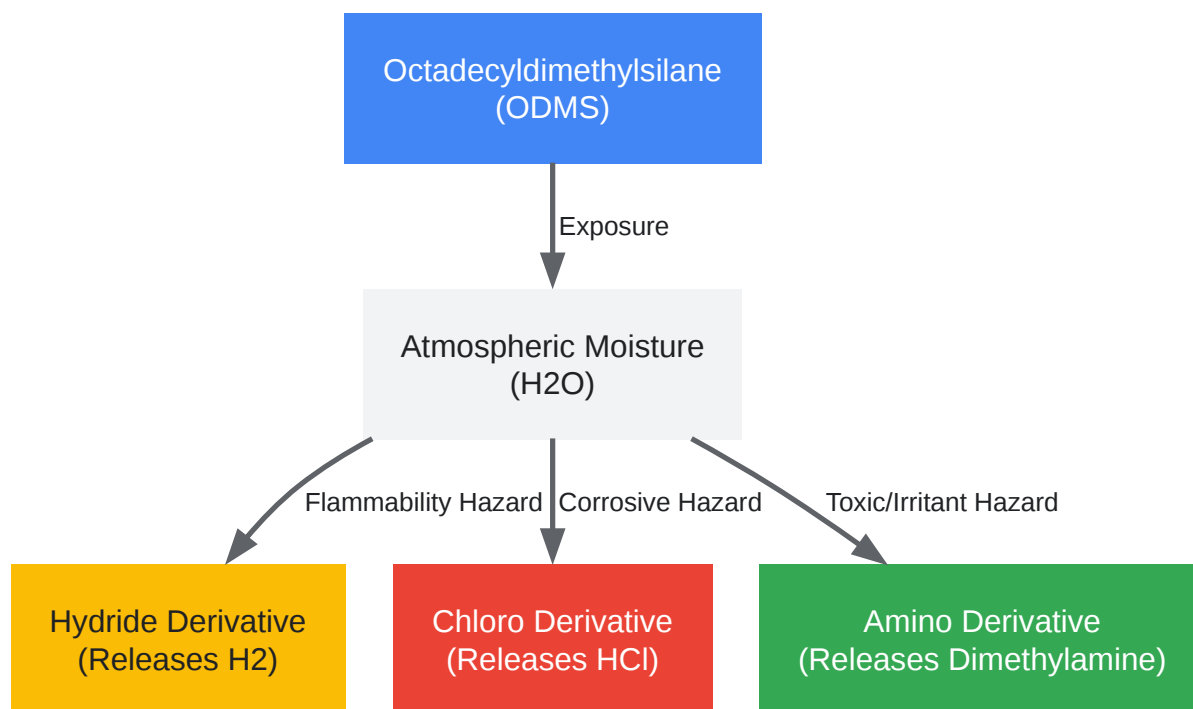 Octadecyldimethylsilane
(ODMS)
Exposure
Atmospheric Moisture
(H2O)
Flammability Hazard
Corrosive Hazard
Toxic/Irritant Hazard
Hydride Derivative
(Releases H2)
Chloro Derivative
(Releases HCl)
Amino Derivative
(Releases Dimethylamine)